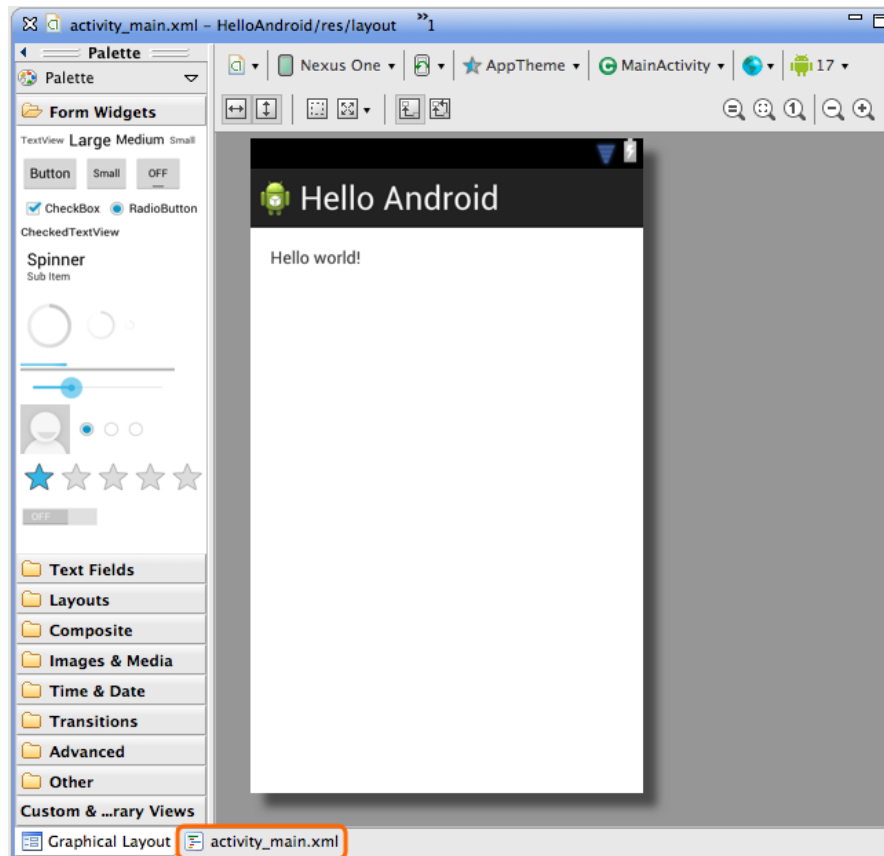 activity_main.xml – HelloAndroid/res/layout »1
Palette
Palette
Nexus One AppTheme MainActivity 17
Form Widgets
TextView Large Medium Small
Button Small OFF
CheckBox RadioButton
CheckedTextView
Spinner
Sub Item
OFF
Text Fields
Layouts
Composite
Images & Media
Time & Date
Transitions
Advanced
Other
Custom & ...rary Views
Graphical Layout activity_main.xml
1
Hello Android
Hello world!